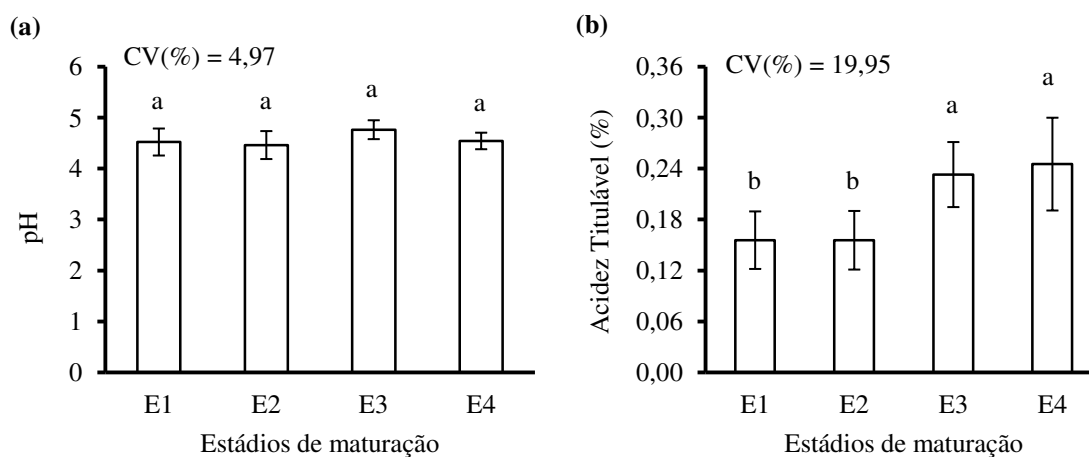 (a)
CV(%) = 4,97
6
5
4
3
2
1
0
pH
a
a
a
a
E1
E2
E3
E4
Estádios de maturação
(b)
CV(%) = 19,95
0,36
0,30
0,24
0,18
0,12
0,06
0,00
Acidez Titulável (%)
b
b
a
a
E1
E2
E3
E4
Estádios de maturação